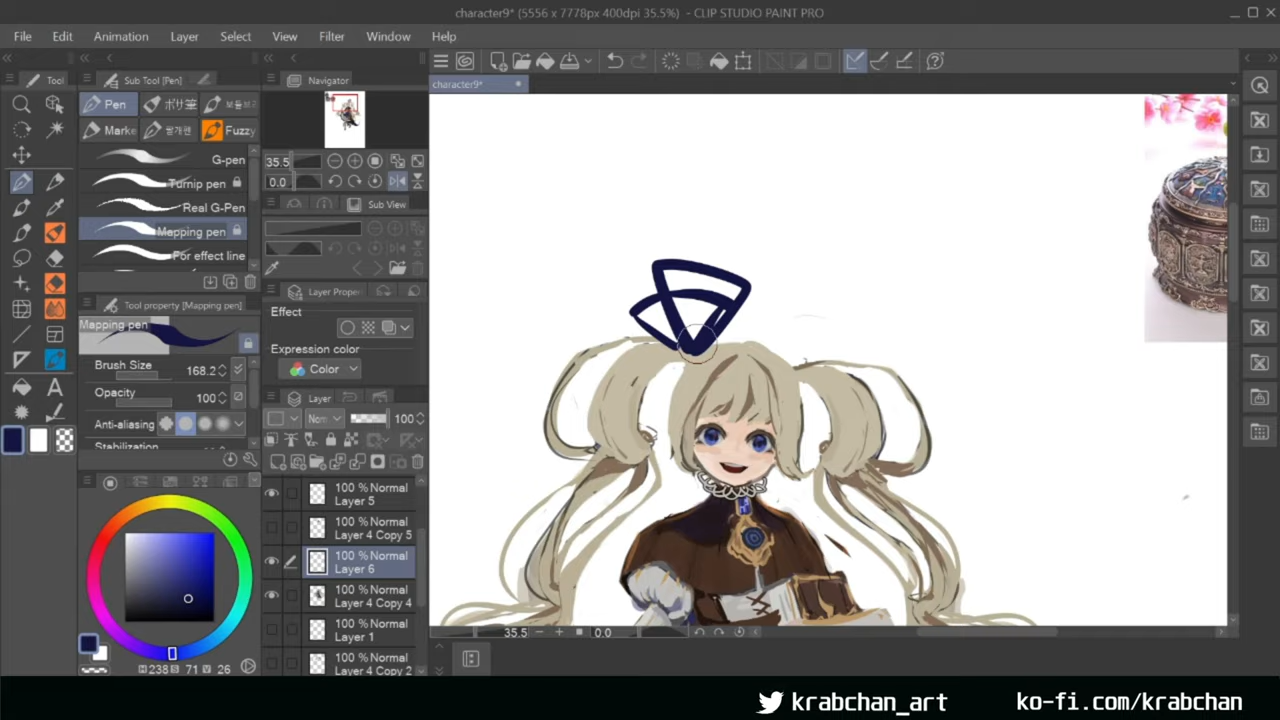 character9* (5556 x 7778px 400dpi 35.5%) - CLIP STUDIO PAINT PRO
File Edit Animation Layer Select View Filter Window Help
Tool
Sub Tool [Pen]
Navigator
character9*
Pen
Marke
Fuzzy
G-pen
Turnip pen
Real G-Pen
Mapping pen
For effect line
35.5
0.0
Sub View
Tool property [Mapping pen]
Mapping pen
Brush Size 168.2
Opacity 100
Anti-aliasing
Stabilization
Layer Proper
Effect
Expression color
Color
Layer
Nom 100
100 % Normal
Layer 5
100 % Normal
Layer 4 Copy 5
100 % Normal
Layer 6
100 % Normal
Layer 4 Copy 4
100 % Normal
Layer 1
100 % Normal
Layer 4 Copy 2
H 238 S 71 V 26
35.5 0.0
krabchan_art ko-fi.com/krabchan